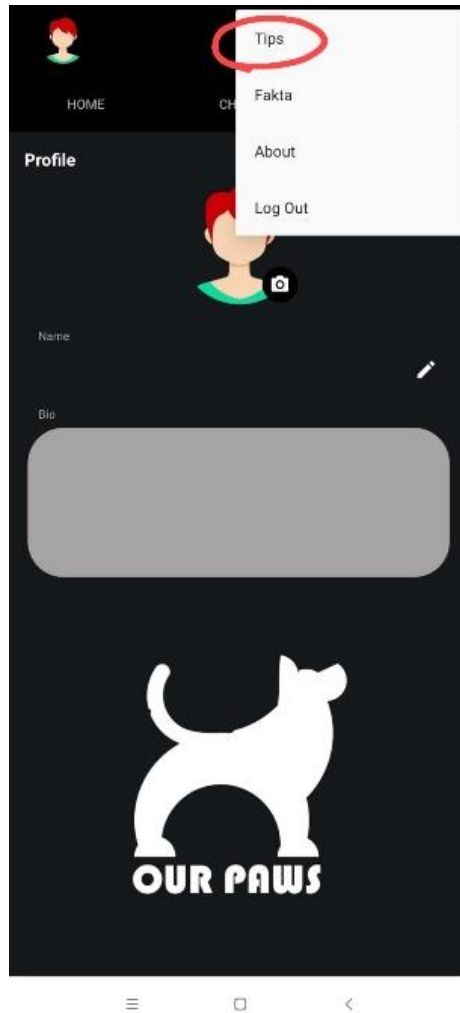 Tips
HOME
CH
Fakta
About
Profile
Log Out
Name
Bio
OUR PAWS